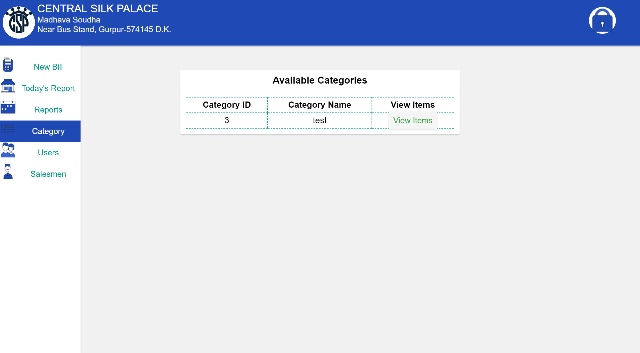 CENTRAL SILK PALACE
Madhava Soudha
Near Bus Stand, Gurpur-574145 D.K.
New Bill
Today's Report
Reports
Category
Users
Salesmen
Available Categories
Category ID Category Name View Items
3 test View Items